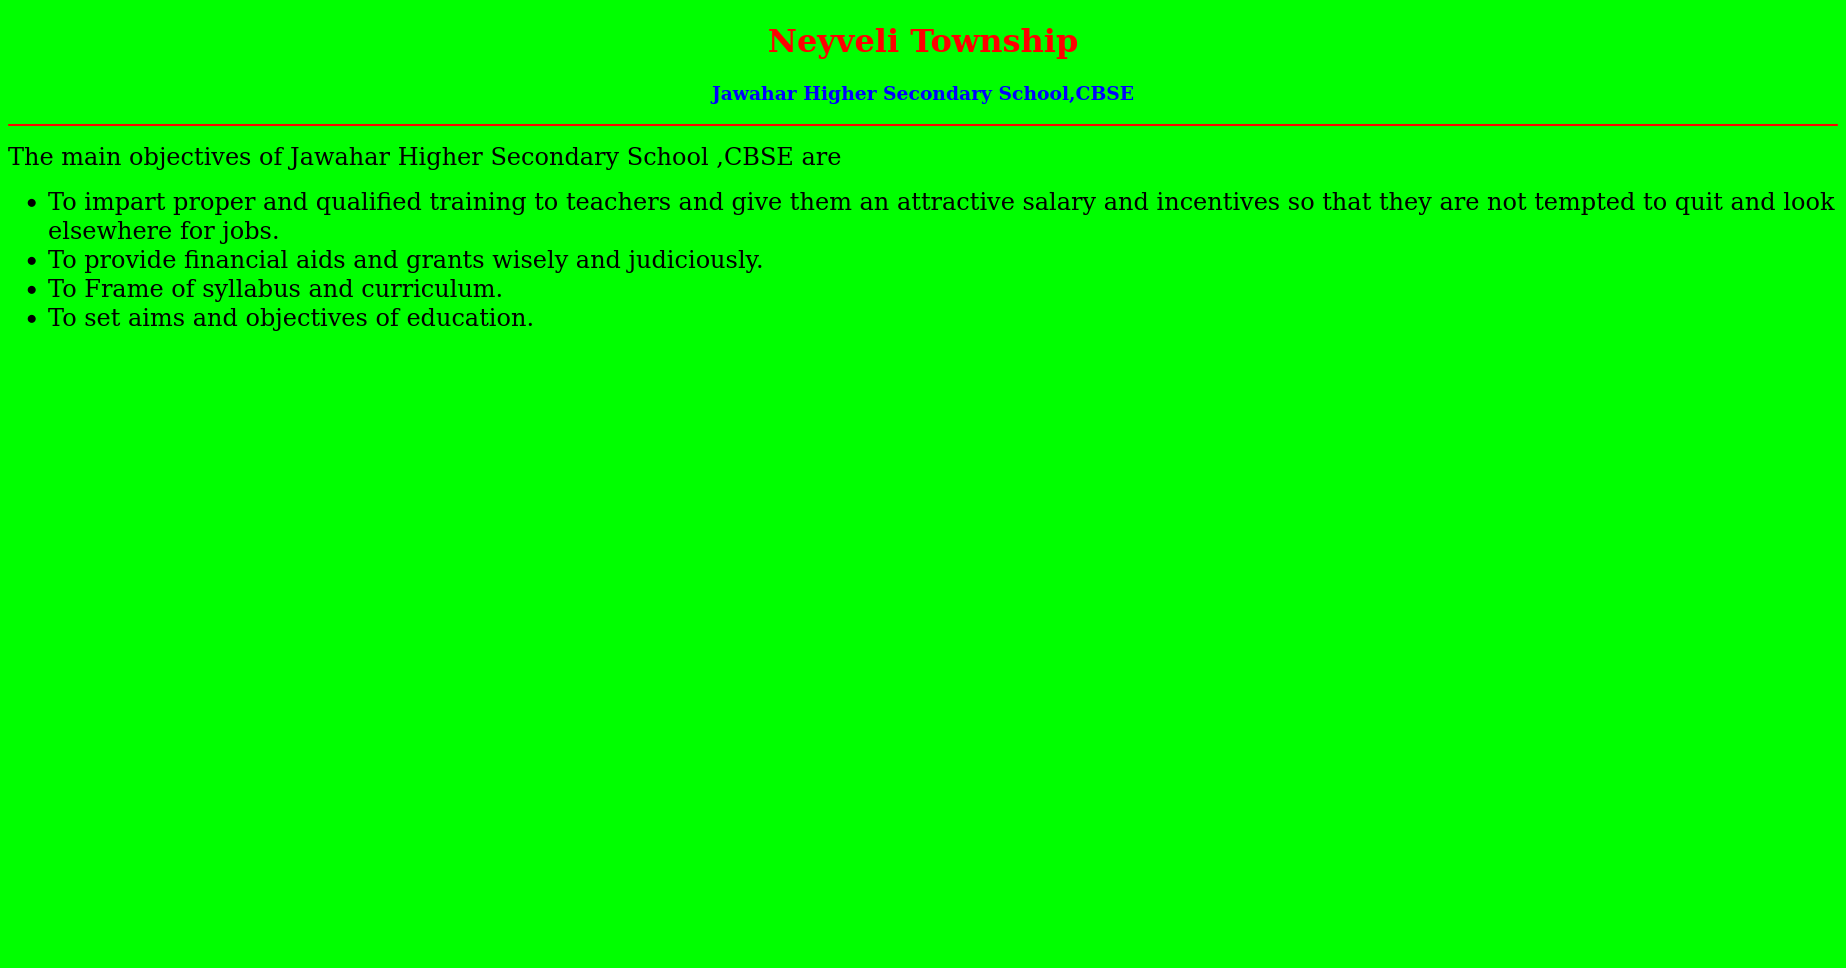 Neyveli Township
Jawahar Higher Secondary School,CBSE
The main objectives of Jawahar Higher Secondary School ,CBSE are
• To impart proper and qualified training to teachers and give them an attractive salary and incentives so that they are not tempted to quit and look
elsewhere for jobs.
• To provide financial aids and grants wisely and judiciously.
• To Frame of syllabus and curriculum.
• To set aims and objectives of education.